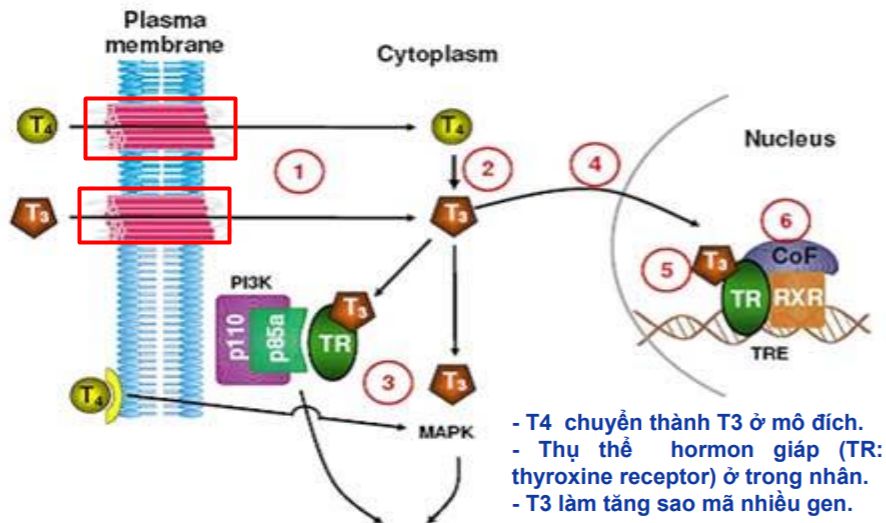 Plasma
membrane
Cytoplasm
Nucleus
T4
T4
1
2
4
T3
T3
6
CoF
5
T3
TR
RXR
TRE
PI3K
p110
p85a
T3
TR
3
T3
T4
MAPK
- T4 chuyển thành T3 ở mô đích.
- Thụ thể hormon giáp (TR:
thyroxine receptor) ở trong nhân.
- T3 làm tăng sao mã nhiều gen.